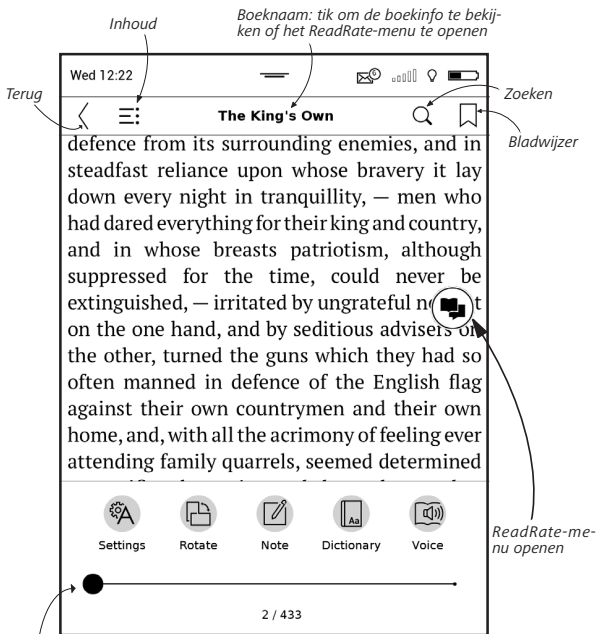 Boeknaam: tik om de boekinfo te bekij-
ken of het ReadRate-menu te openen
Inhoud
Wed 12:22
6
Terug
The King's Own
Zoeken
Bladwijzer
defence from its surrounding enemies, and in
steadfast reliance upon whose bravery it lay
down every night in tranquillity, — men who
had dared everything for their king and country,
and in whose breasts patriotism, although
suppressed for the time, could never be
extinguished, — irritated by ungrateful
on the one hand, and by seditious advisers on
the other, turned the guns which they had so
often manned in defence of the English flag
against their own countrymen and their own
home, and, with all the acrimony of feeling ever
attending family quarrels, seemed determined
A
Aa
Settings Rotate Note Dictionary Voice
ReadRate-me-
nu openen
2 / 433